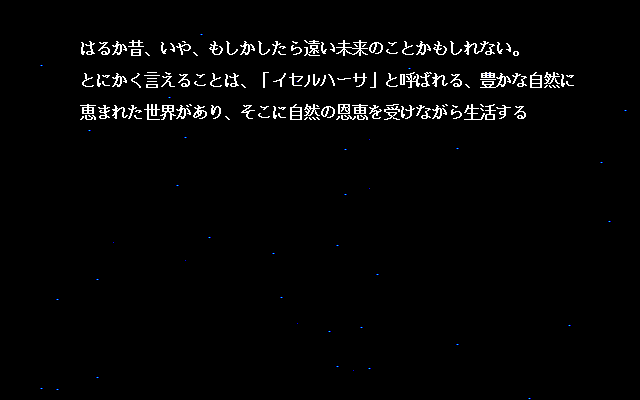 はるか昔、いや、もしかしたら遠い未来のことかもしれない。
とにかく言えることは、「イセルハーサ」と呼ばれる、豊かな自然に
恵まれた世界があり、そこに自然の恩恵を受けながら生活する